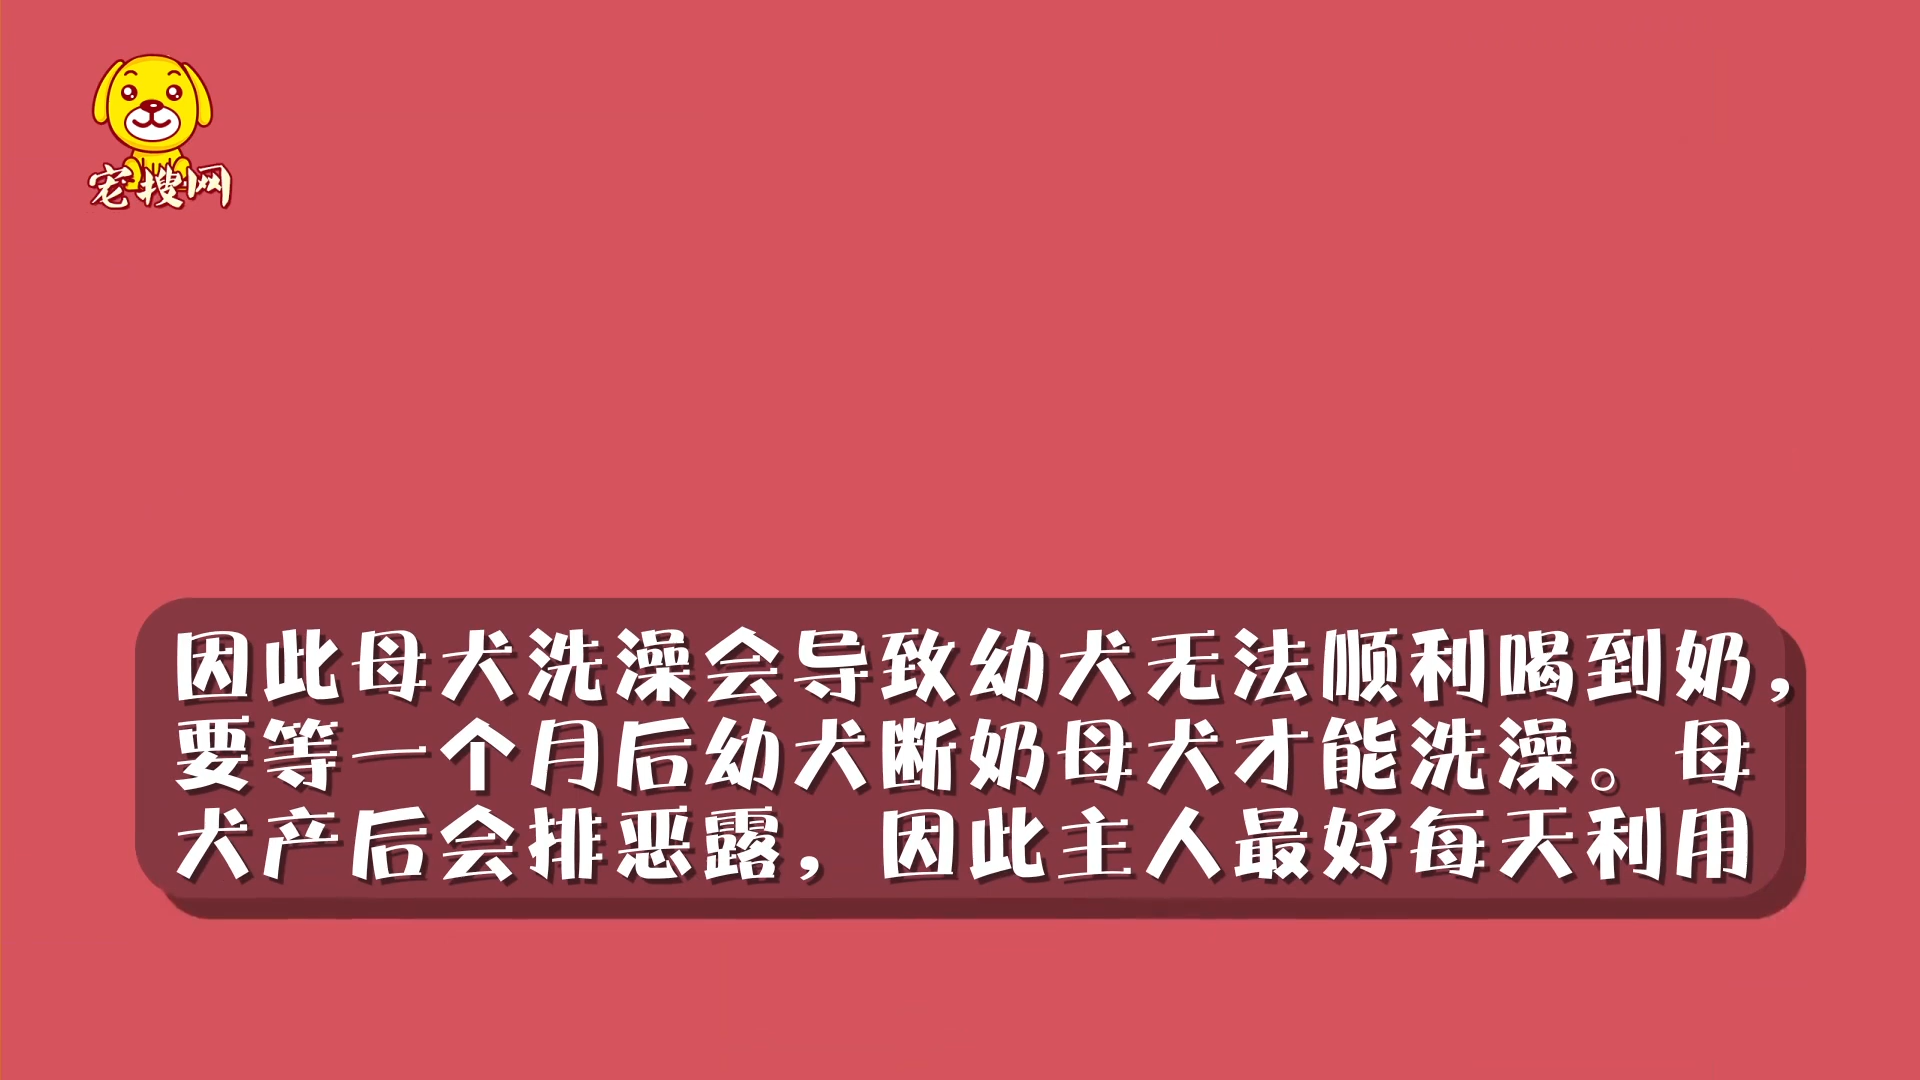 宠搜网
因此母犬洗澡会导致幼犬无法顺利喝到奶，
要等一个月后幼犬断奶母犬才能洗澡。母
犬产后会排恶露，因此主人最好每天利用